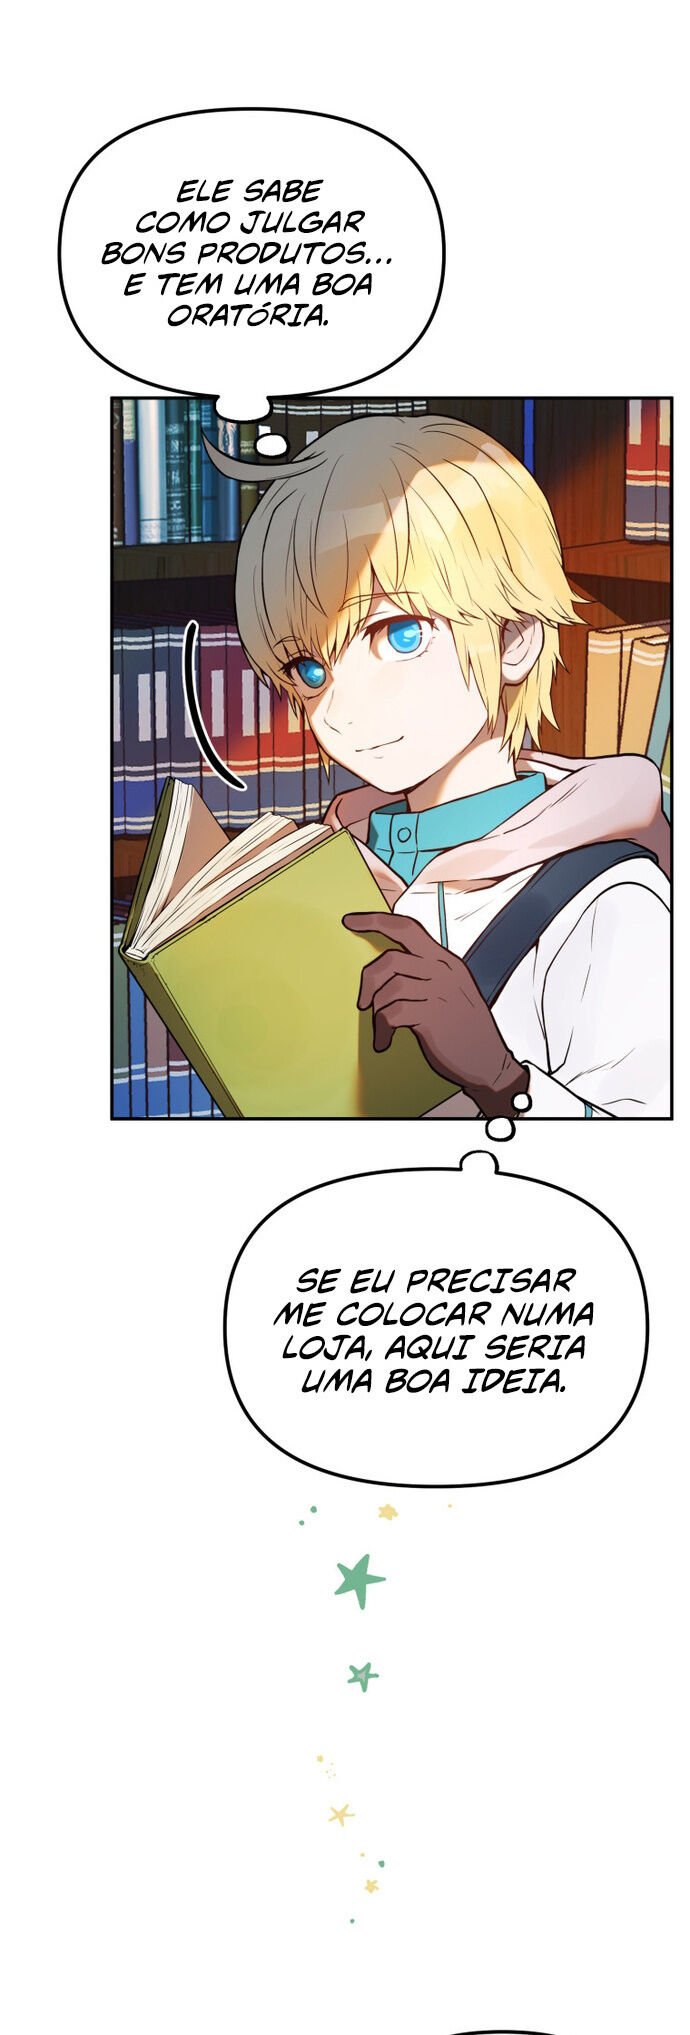 ELE SABE
COMO JULGAR
BONS PRODUTOS...
E TEM UMA BOA
ORATÓRIA.
SE EU PRECISAR
ME COLOCAR NUMA
LOJA, AQUI SERIA
UMA BOA IDEIA.